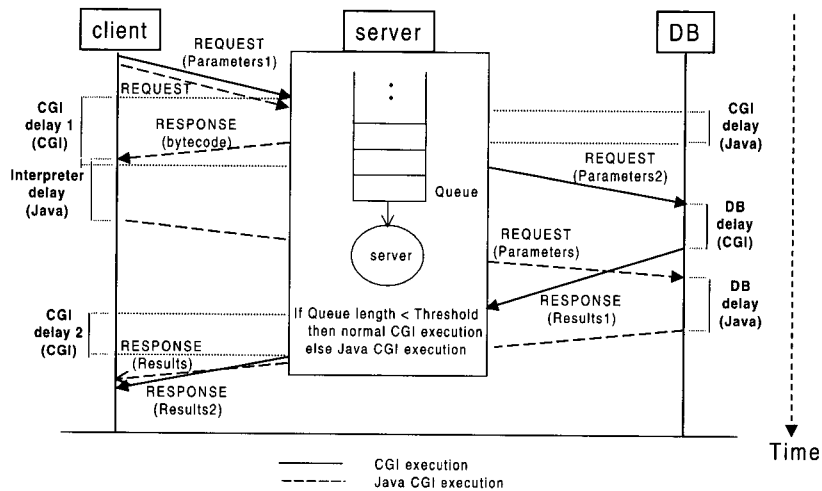 client
server
DB
REQUEST
(Parameters1)
REQUEST
CGI
delay 1
(CGI)
RESPONSE
(bytecode)
CGI
delay
(Java)
REQUEST
(Parameters2)
Interpreter
delay
(Java)
Queue
server
DB
delay
(CGI)
REQUEST
(Parameters)
RESPONSE
(Results1)
DB
delay
(Java)
If Queue length < Threshold
then normal CGI execution
else Java CGI execution
CGI
delay 2
(CGI)
RESPONSE
(Results)
RESPONSE
(Results2)
Time
CGI execution
Java CGI execution